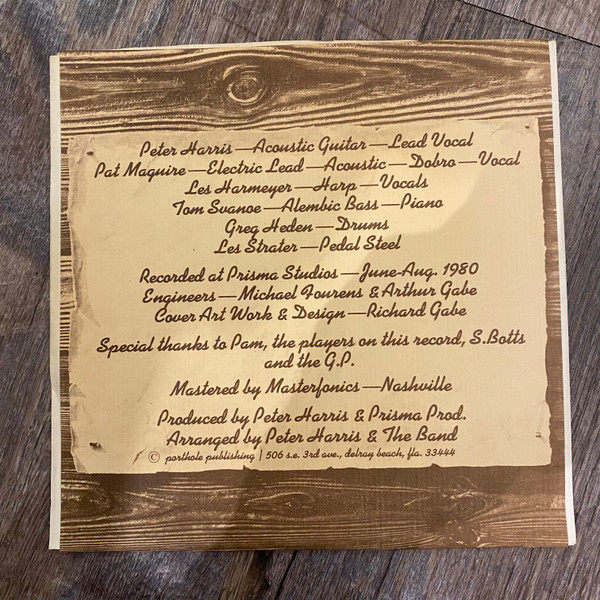 Peter Harris—Acoustic Guitar—Lead Vocal
Pat Maguire—Electric Lead—Acoustic—Dobro—Vocal
Les Harmeyer—Harp—Vocals
Tom Svanoe—Alembic Bass—Piano
Greg Heden—Drums
Les Strater—Pedal Steel
Recorded at Prisma Studios—June-Aug. 1980
Engineers—Michael Fourens & Arthur Gabe
Cover Art Work & Design—Richard Gabe
Special thanks to Pam, the players on this record, S.Botts
and the G.P.
Mastered by Masterfonics—Nashville
Produced by Peter Harris & Prisma Prod.
Arranged by Peter Harris & The Band
© porthole publishing | 506 s.e. 3rd ave., delray beach, fla. 33444